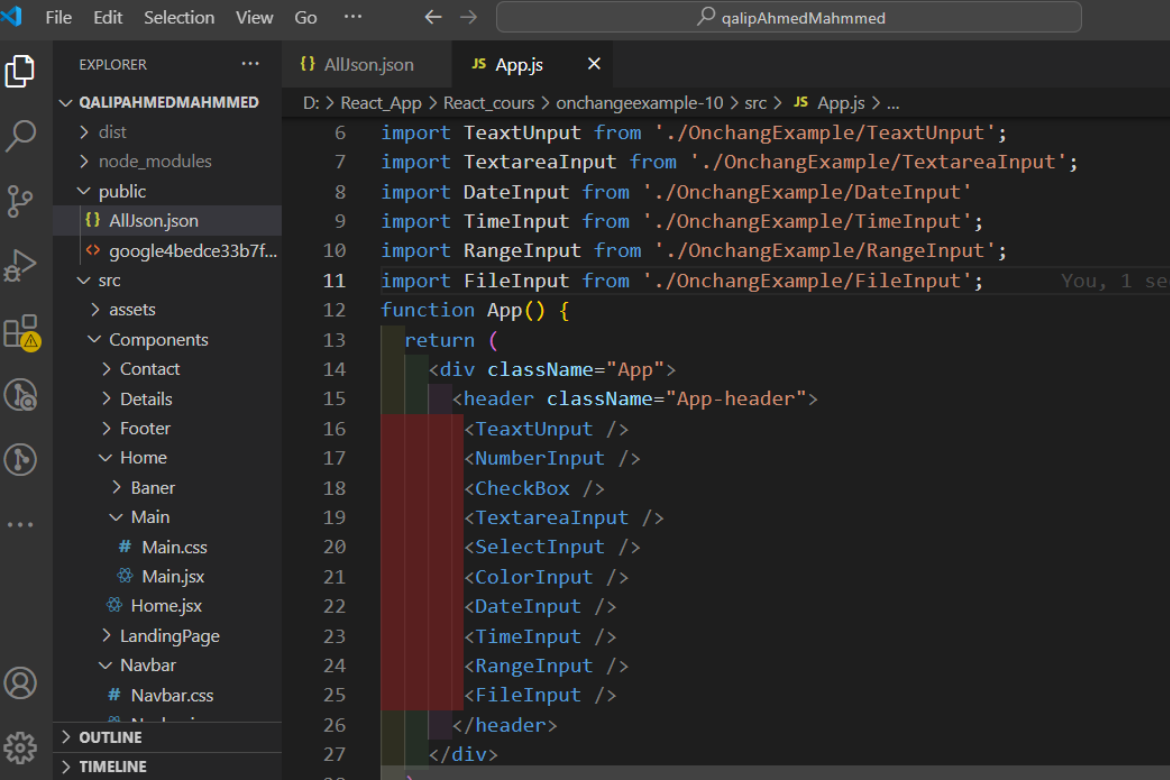 File Edit Selection View Go ···
qalipAhmedMahmmed
EXPLORER ···
QALIPAHMEDMAHMMED
dist
node_modules
public
{} AllJson.json
<> google4bedce33b7f...
src
assets
Components
Contact
Details
Footer
Home
Baner
Main
# Main.css
Main.jsx
Home.jsx
LandingPage
Navbar
# Navbar.css
OUTLINE
TIMELINE
{} AllJson.json
JS App.js
D: > React_App > React_cours > onchangeexample-10 > src > JS App.js > ...
6 import TeaxtUnput from './OnchangExample/TeaxtUnput';
7 import TextareaInput from './OnchangExample/TextareaInput';
8 import DateInput from './OnchangExample/DateInput'
9 import TimeInput from './OnchangExample/TimeInput';
10 import RangeInput from './OnchangExample/RangeInput';
11 import FileInput from './OnchangExample/FileInput'; You, 1 se
12 function App() {
13 return (
14 <div className="App">
15 <header className="App-header">
16 <TeaxtUnput />
17 <NumberInput />
18 <CheckBox />
19 <TextareaInput />
20 <SelectInput />
21 <ColorInput />
22 <DateInput />
23 <TimeInput />
24 <RangeInput />
25 <FileInput />
26 </header>
27 </div>